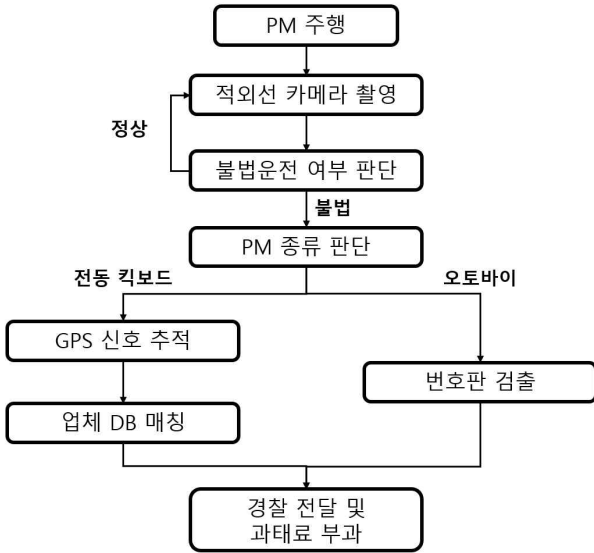 PM 주행
적외선 카메라 촬영
정상
불법운전 여부 판단
불법
PM 종류 판단
전동 킥보드
오토바이
GPS 신호 추적
번호판 검출
업체 DB 매칭
경찰 전달 및
과태료 부과